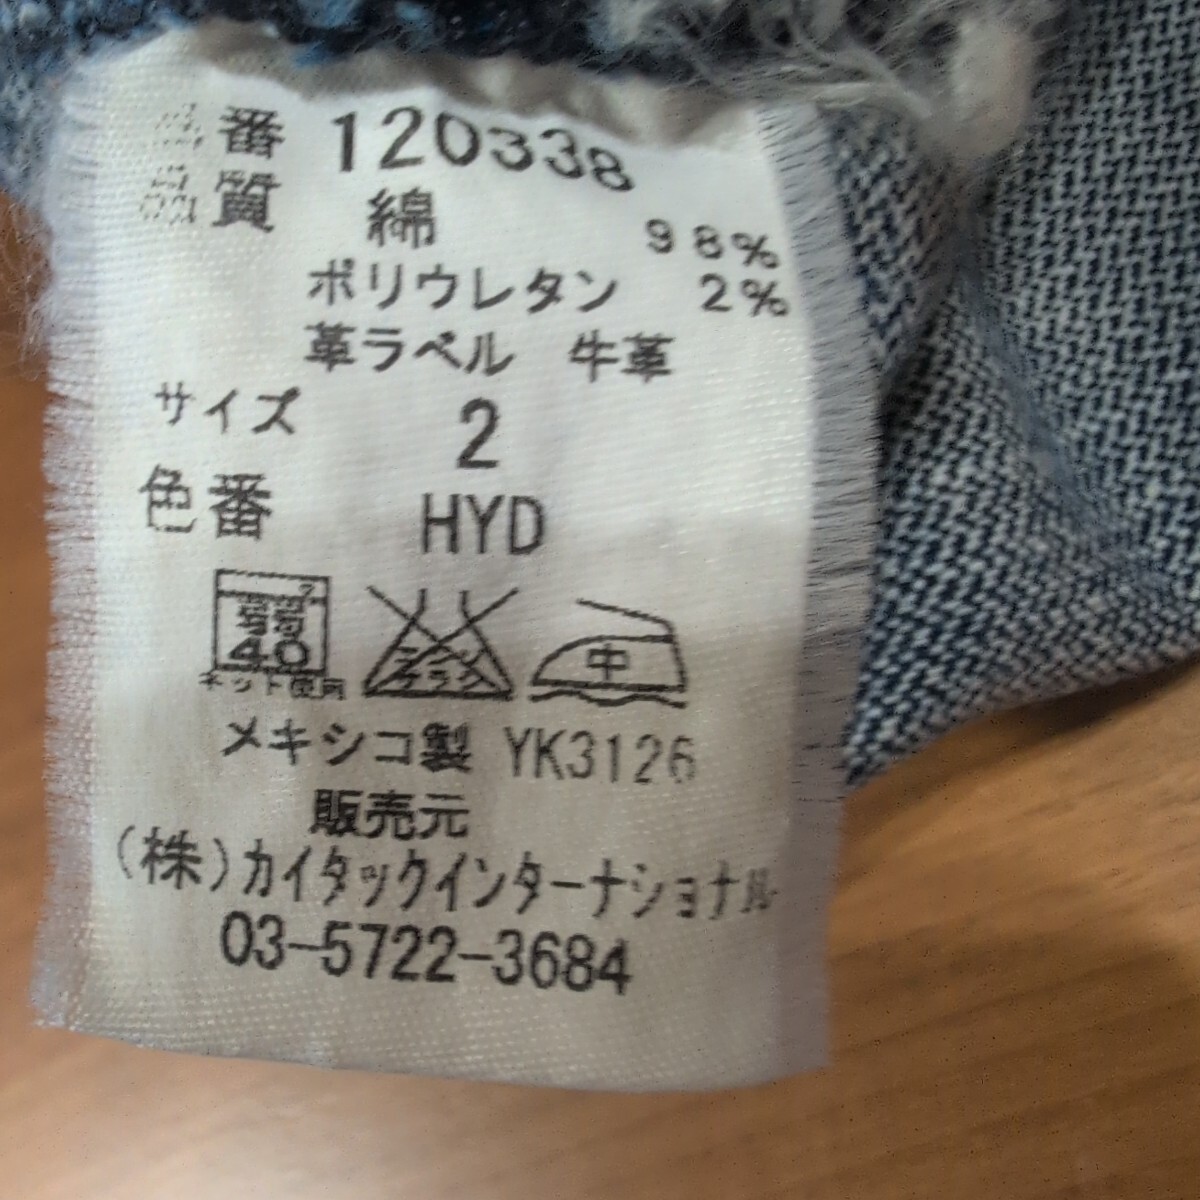 品番 120338
品質 綿 98%
ポリウレタン 2%
革ラベル 牛革
サイズ 2
色番 HYD
弱 40
ネット使用
中
メキシコ製 YK3126
販売元
(株)カイタックインターナショナル
03-5722-3684